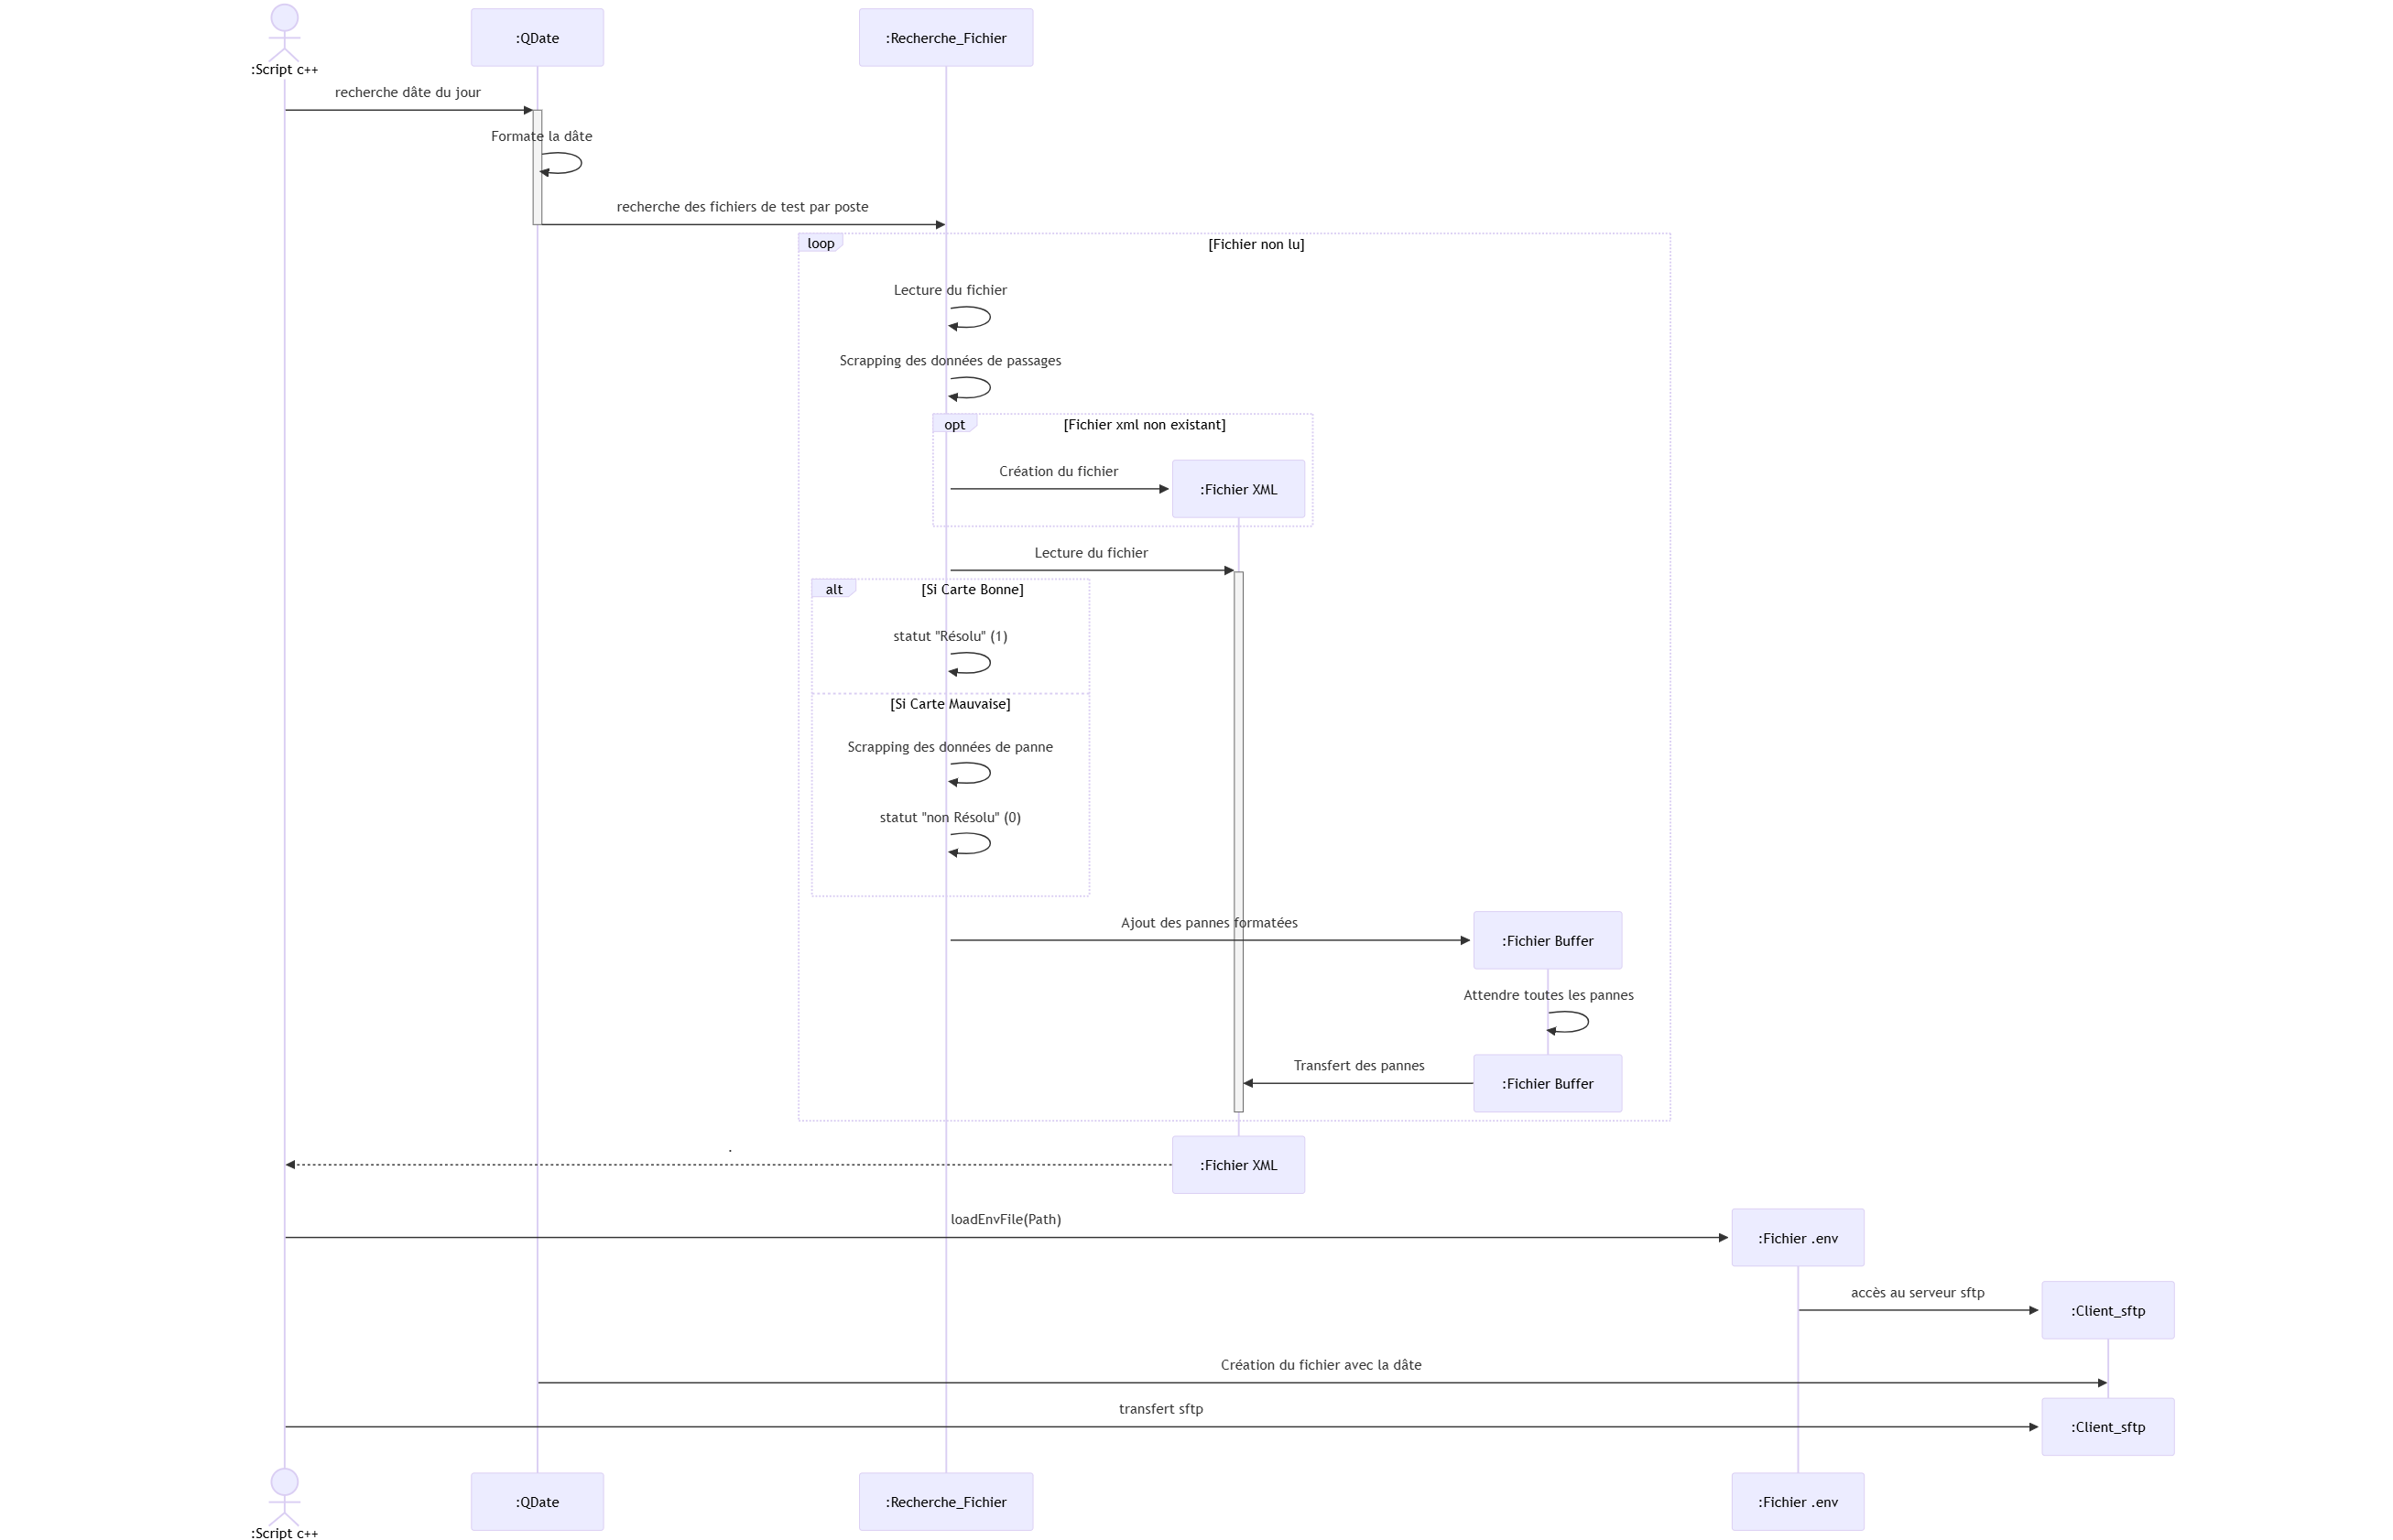 :Script c++
:QDate
:Recherche_Fichier
recherche dâte du jour
Formate la dâte
recherche des fichiers de test par poste
loop
[Fichier non lu]
Lecture du fichier
Scrapping des données de passages
opt
[Fichier xml non existant]
Création du fichier
:Fichier XML
Lecture du fichier
alt
[Si Carte Bonne]
statut "Résolu" (1)
[Si Carte Mauvaise]
Scrapping des données de panne
statut "non Résolu" (0)
Ajout des pannes formatées
:Fichier Buffer
Attendre toutes les pannes
Transfert des pannes
:Fichier Buffer
.
:Fichier XML
loadEnvFile(Path)
:Fichier .env
accès au serveur sftp
:Client_sftp
Création du fichier avec la dâte
transfert sftp
:Client_sftp
:Script c++
:QDate
:Recherche_Fichier
:Fichier .env